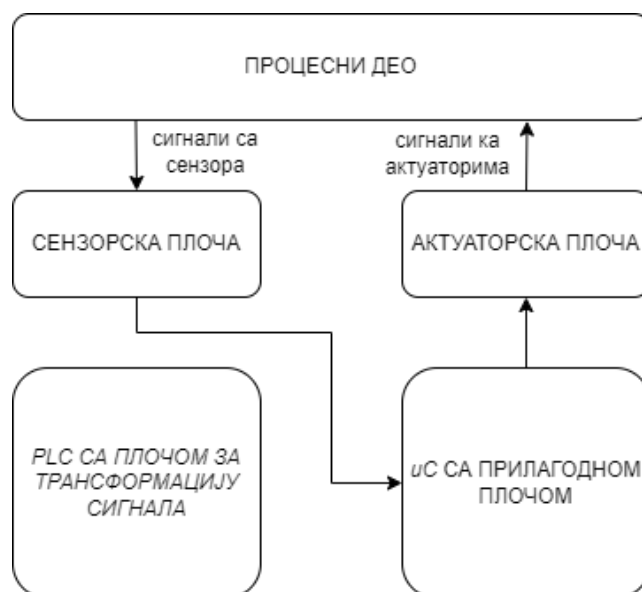 ПРОЦЕСНИ ДЕО
сигнали са
сензора
сигнали ка
актуаторима
СЕНЗОРСКА ПЛОЧА
АКТУАТОРСКА ПЛОЧА
PLC СА ПЛОЧОМ ЗА
ТРАНСФОРМАЦИЈУ
СИГНАЛА
uC СА ПРИЛАГОДНОМ
ПЛОЧОМ